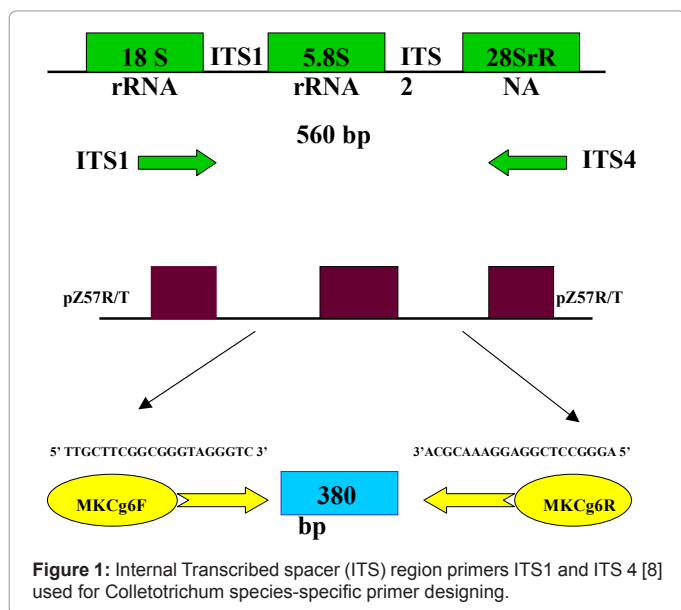 18 S ITS1 5.8S ITS 28SrR
rRNA rRNA 2 NA
560 bp
ITS1 ITS4
pZ57R/T pZ57R/T
5’ TTGCTTCGGCGGGTAGGGTC 3’ 3’ACGCAAAGGAGGCTCCGGGA 5’
MKCg6F 380 MKCg6R
bp
Figure 1: Internal Transcribed spacer (ITS) region primers ITS1 and ITS 4 [8]
used for Colletotrichum species-specific primer designing.